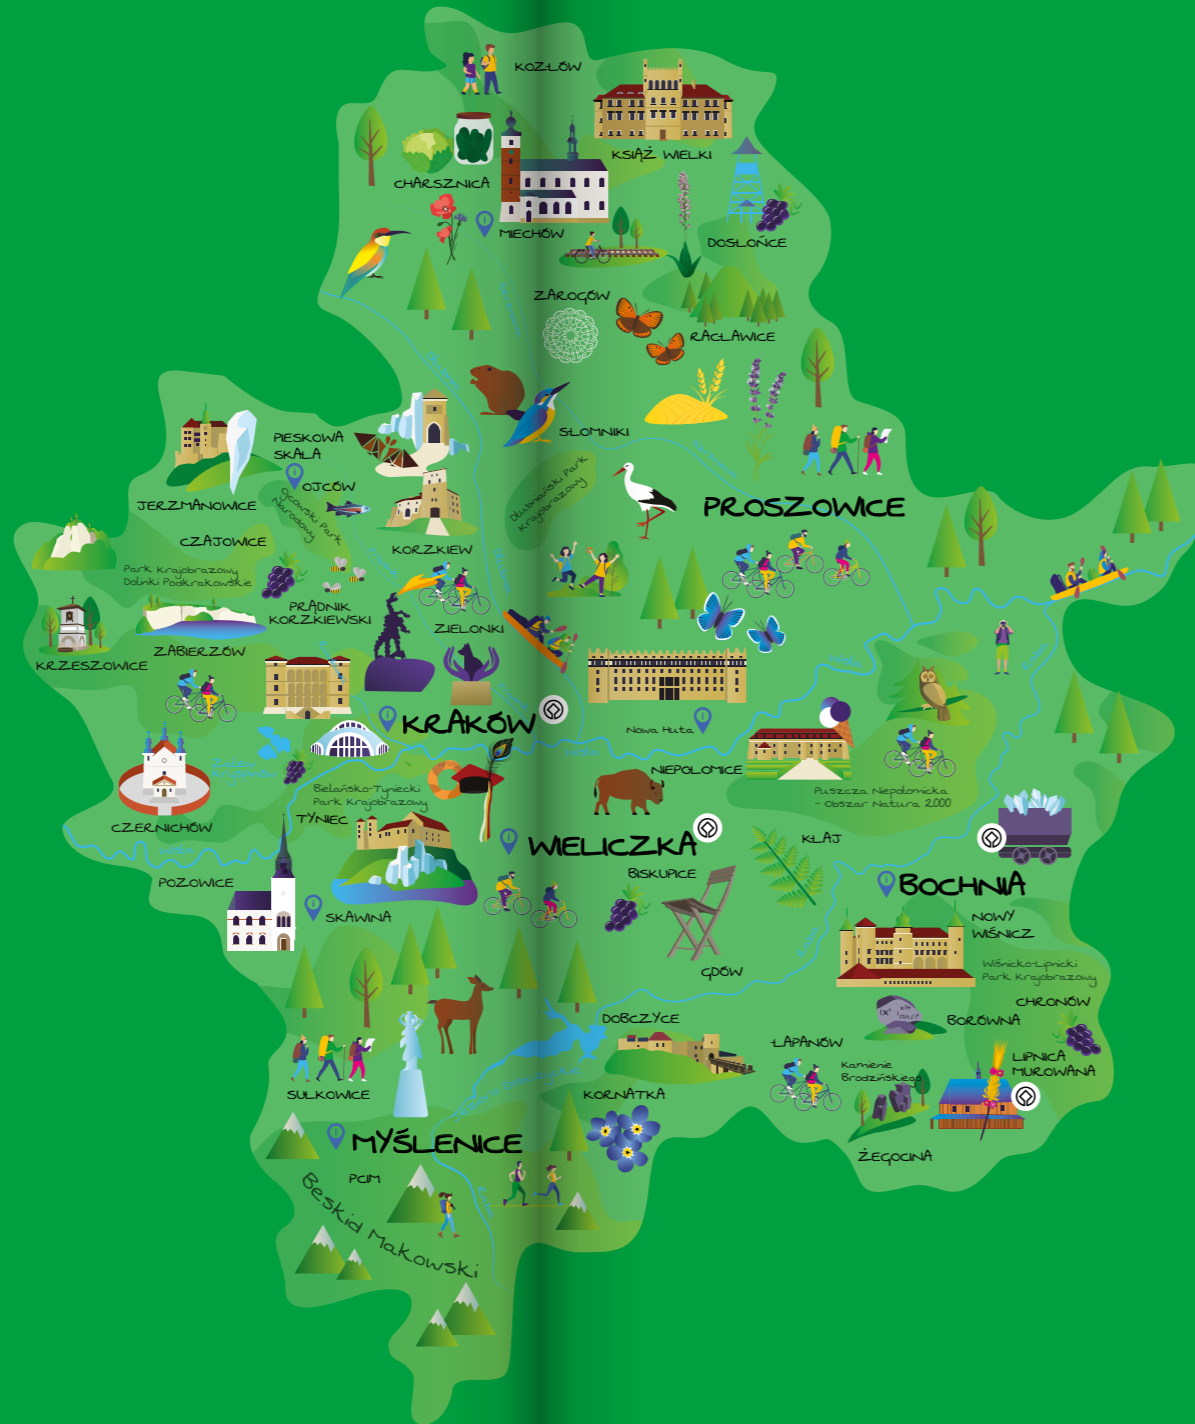 KOZŁÓW
KSIĄŻ WIELKI
CHARSZNICA
MIECHÓW
DOSŁOŃCE
ZAROGÓW
RACŁAWICE
SŁOMNIKI
PIESKOWA
SKAŁA
OJCÓW
JERZMANOWICE
Ojcowski Park
Narodowy
Dłubniański Park
Krajobrazowy
PROSZOWICE
CZAJOWICE
KORZKIEW
Park Krajobrazowy
Dolinki Podkrakowskie
PRĄDNIK
KORZKIEWSKI
ZIELONKI
KRZESZOWICE
ZABIERZÓW
KRAKÓW
Nowa Huta
NIEPOŁOMICE
Bielańsko-Tyniecki
Park Krajobrazowy
Puszcza Niepołomicka
- Obszar Natura 2000
TYNIEC
CZERNICHÓW
WIELICZKA
KŁAJ
BISKUPICE
POZOWICE
BOCHNIA
SKAWINA
NOWY
WIŚNICZ
GDÓW
Wiśnicko-Lipnicki
Park Krajobrazowy
CHRONÓW
DOBCZYCE
BORÓWNA
ŁAPANÓW
LIPNICA
MUROWANA
Kamienie
Brodzińskiego
SUŁKOWICE
KORNATKA
MYŚLENICE
ŻEGOCINA
PCIM
Beskid Makowski